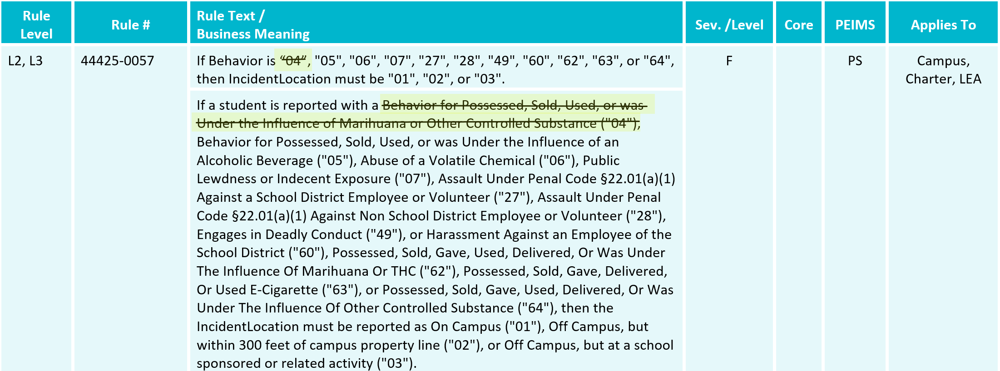 Rule Level
Rule #
Rule Text /
Business Meaning
Sev. /Level
Core
PEIMS
Applies To
L2, L3
44425-0057
If Behavior is “04”, "05", "06", "07", "27", "28", "49", "60", "62", "63", or "64",
then IncidentLocation must be "01", "02", or "03".
F
PS
Campus,
Charter, LEA
If a student is reported with a Behavior for Possessed, Sold, Used, or was
Under the Influence of Marihuana or Other Controlled Substance ("04"),
Behavior for Possessed, Sold, Used, or was Under the Influence of an
Alcoholic Beverage ("05"), Abuse of a Volatile Chemical ("06"), Public
Lewdness or Indecent Exposure ("07"), Assault Under Penal Code §22.01(a)(1)
Against a School District Employee or Volunteer ("27"), Assault Under Penal
Code §22.01(a)(1) Against Non School District Employee or Volunteer ("28"),
Engages in Deadly Conduct ("49"), or Harassment Against an Employee of the
School District ("60"), Possessed, Sold, Gave, Used, Delivered, Or Was Under
The Influence Of Marihuana Or THC ("62"), Possessed, Sold, Gave, Delivered,
Or Used E-Cigarette ("63"), or Possessed, Sold, Gave, Used, Delivered, Or Was
Under The Influence Of Other Controlled Substance ("64"), then the
IncidentLocation must be reported as On Campus ("01"), Off Campus, but
within 300 feet of campus property line ("02"), or Off Campus, but at a school
sponsored or related activity ("03").